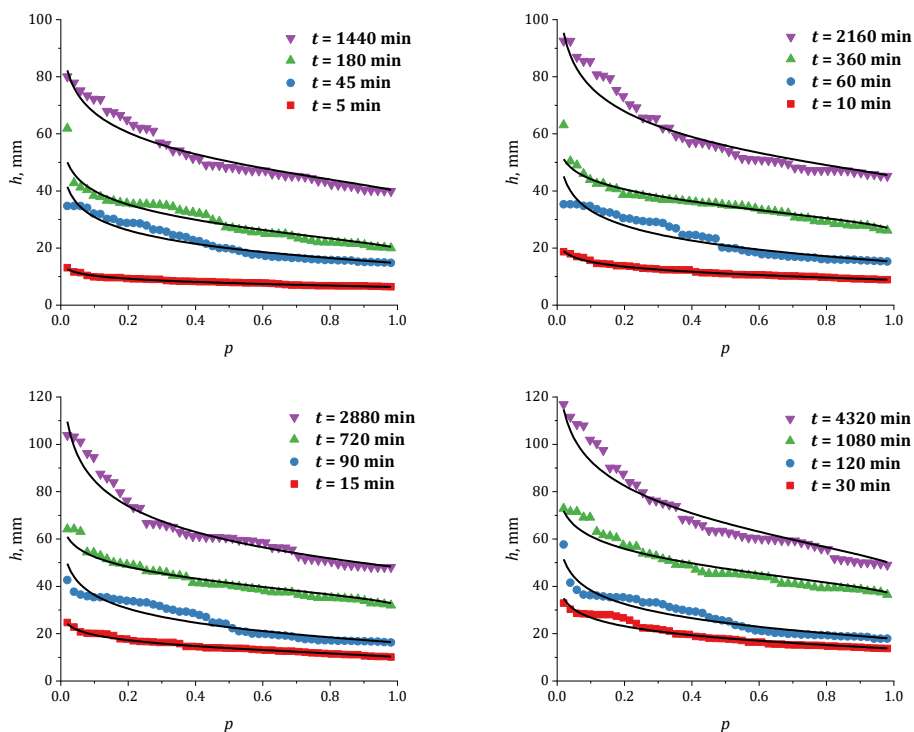 100
80
60
40
20
0
h, mm
0.0 0.2 0.4 0.6 0.8 1.0
p
t = 1440 min
t = 180 min
t = 45 min
t = 5 min
100
80
60
40
20
0
h, mm
0.0 0.2 0.4 0.6 0.8 1.0
p
t = 2160 min
t = 360 min
t = 60 min
t = 10 min
120
100
80
60
40
20
0
h, mm
0.0 0.2 0.4 0.6 0.8 1.0
p
t = 2880 min
t = 720 min
t = 90 min
t = 15 min
120
100
80
60
40
20
0
h, mm
0.0 0.2 0.4 0.6 0.8 1.0
p
t = 4320 min
t = 1080 min
t = 120 min
t = 30 min